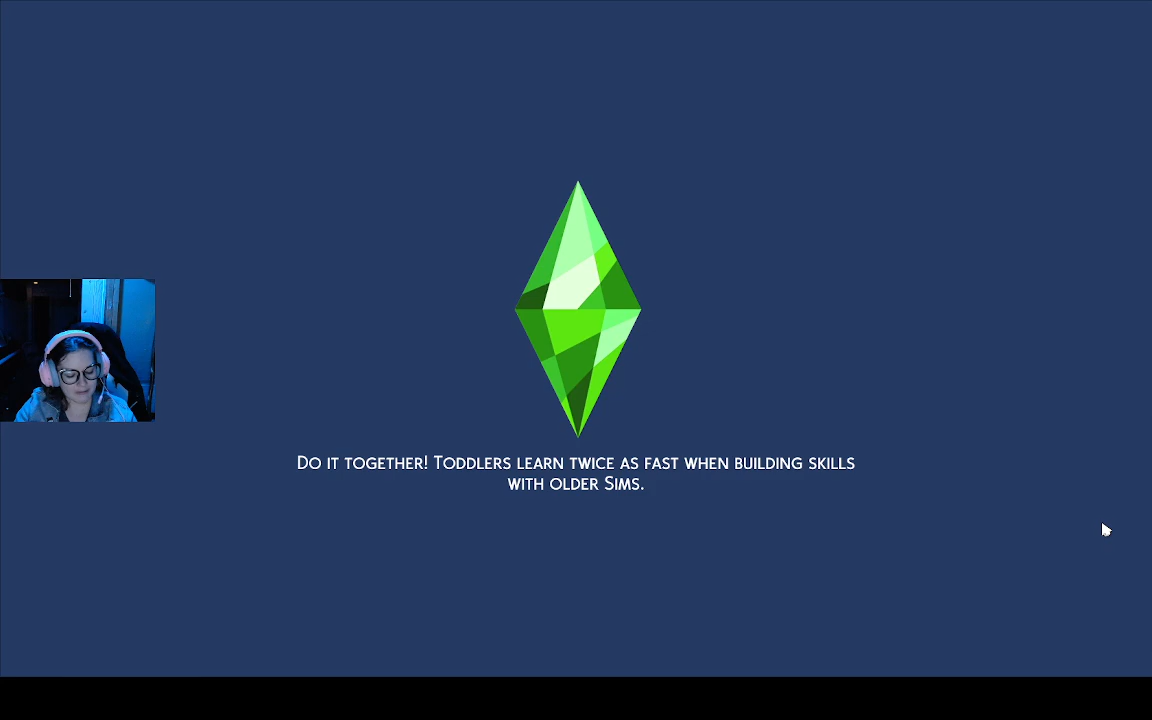 Do it together! Toddlers learn twice as fast when building skills
with older Sims.